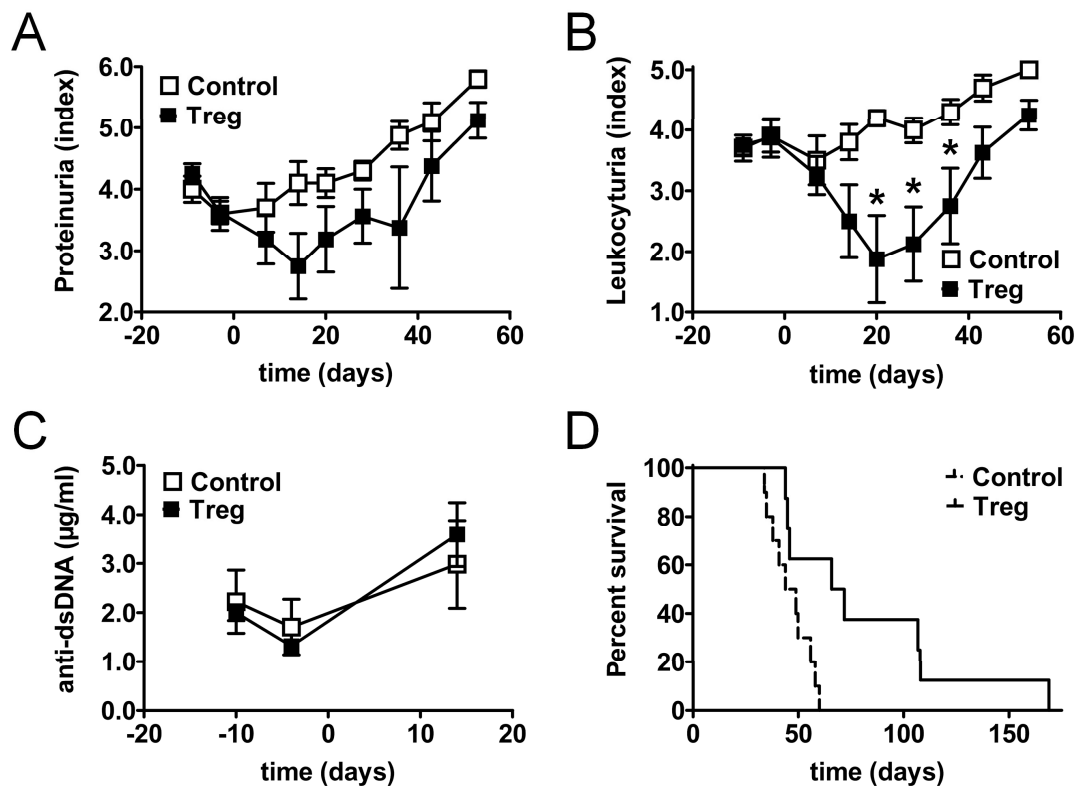 A
Proteinuria (index)
6.0
5.0
4.0
3.0
2.0
Control
Treg
-20 0 20 40 60
time (days)
B
Leukocyturia (index)
5.0
4.0
3.0
2.0
1.0
* * *
Control
Treg
-20 0 20 40 60
time (days)
C
anti-dsDNA (µg/ml)
5.0
4.0
3.0
2.0
1.0
0.0
Control
Treg
-20 -10 0 10 20
time (days)
D
Percent survival
100
80
60
40
20
0
Control
Treg
0 50 100 150
time (days)